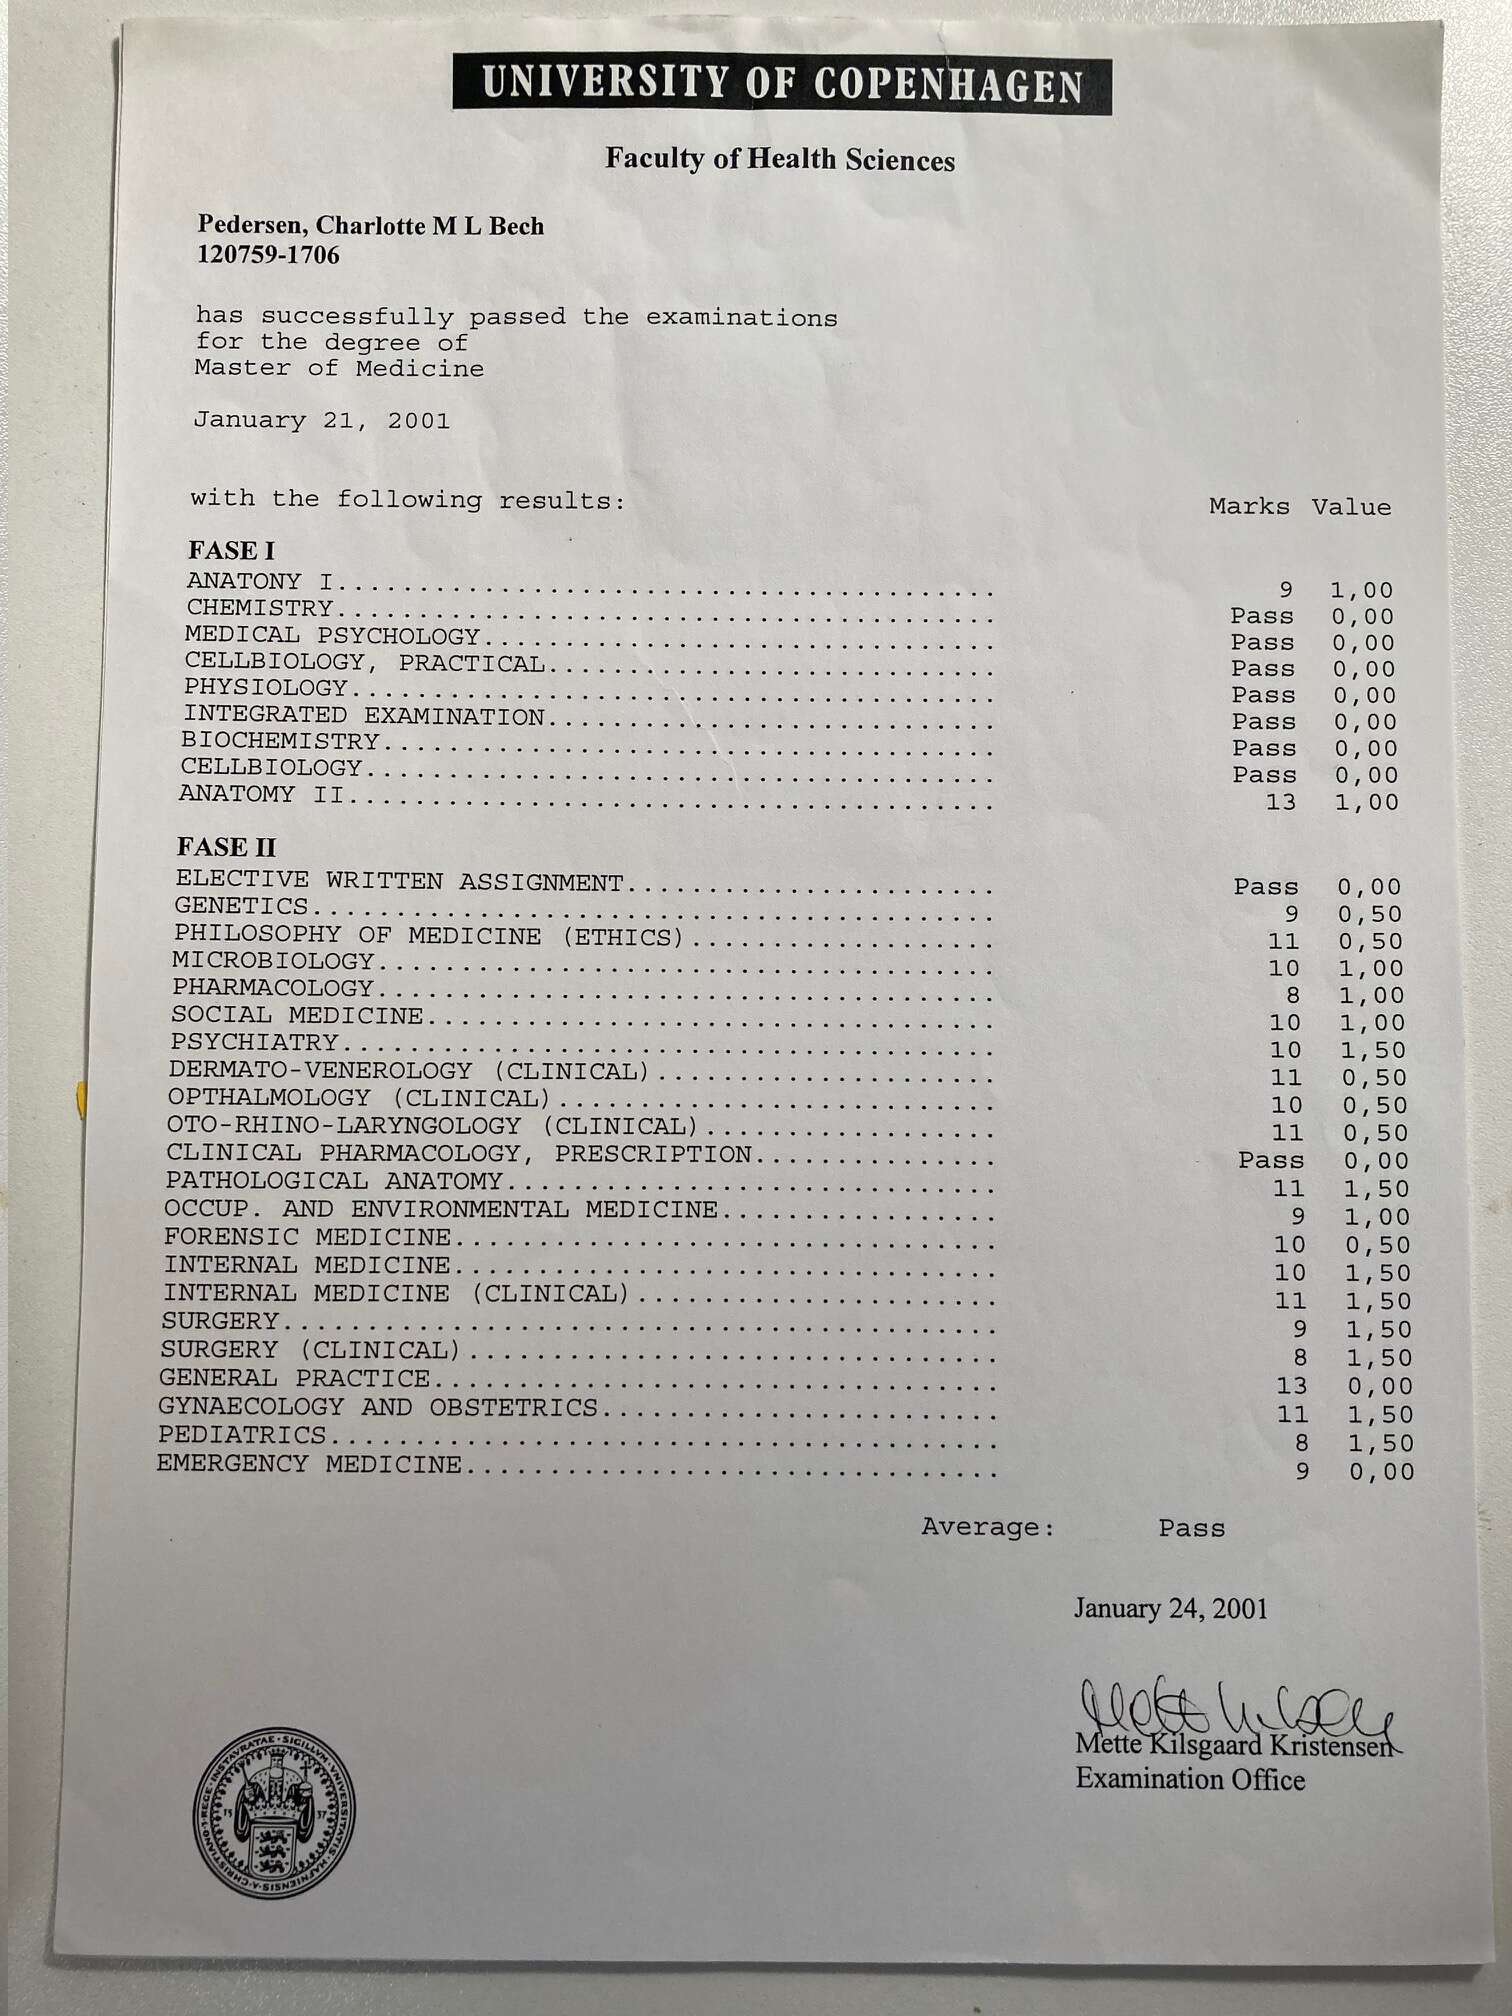 UNIVERSITY OF COPENHAGEN
Faculty of Health Sciences
Pedersen, Charlotte M L Bech
120759-1706
has successfully passed the examinations
for the degree of
Master of Medicine
January 21, 2001
with the following results: Marks Value
FASE I
ANATONY I........................................ 9 1,00
CHEMISTRY........................................ Pass 0,00
MEDICAL PSYCHOLOGY............................... Pass 0,00
CELLBIOLOGY, PRACTICAL........................... Pass 0,00
PHYSIOLOGY....................................... Pass 0,00
INTEGRATED EXAMINATION........................... Pass 0,00
BIOCHEMISTRY..................................... Pass 0,00
CELLBIOLOGY...................................... Pass 0,00
ANATOMY II....................................... 13 1,00
FASE II
ELECTIVE WRITTEN ASSIGNMENT...................... Pass 0,00
GENETICS......................................... 9 0,50
PHILOSOPHY OF MEDICINE (ETHICS).................. 11 0,50
MICROBIOLOGY..................................... 10 1,00
PHARMACOLOGY..................................... 8 1,00
SOCIAL MEDICINE.................................. 10 1,00
PSYCHIATRY....................................... 10 1,50
DERMATO-VENEROLOGY (CLINICAL).................... 11 0,50
OPTHALMOLOGY (CLINICAL).......................... 10 0,50
OTO-RHINO-LARYNGOLOGY (CLINICAL)................. 11 0,50
CLINICAL PHARMACOLOGY, PRESCRIPTION.............. Pass 0,00
PATHOLOGICAL ANATOMY............................. 11 1,50
OCCUP. AND ENVIRONMENTAL MEDICINE................ 9 1,00
FORENSIC MEDICINE................................ 10 0,50
INTERNAL MEDICINE................................ 10 1,50
INTERNAL MEDICINE (CLINICAL)..................... 11 1,50
SURGERY.......................................... 9 1,50
SURGERY (CLINICAL)............................... 8 1,50
GENERAL PRACTICE................................. 13 0,00
GYNAECOLOGY AND OBSTETRICS....................... 11 1,50
PEDIATRICS....................................... 8 1,50
EMERGENCY MEDICINE............................... 9 0,00
Average: Pass
January 24, 2001
Mette Kilsgaard Kristensen
Examination Office
SIGILLVM·VNIVERSITATIS·HAFNIENSIS·A·CHRISTIANO·I·REGE·INSTAVRATAE
15 37